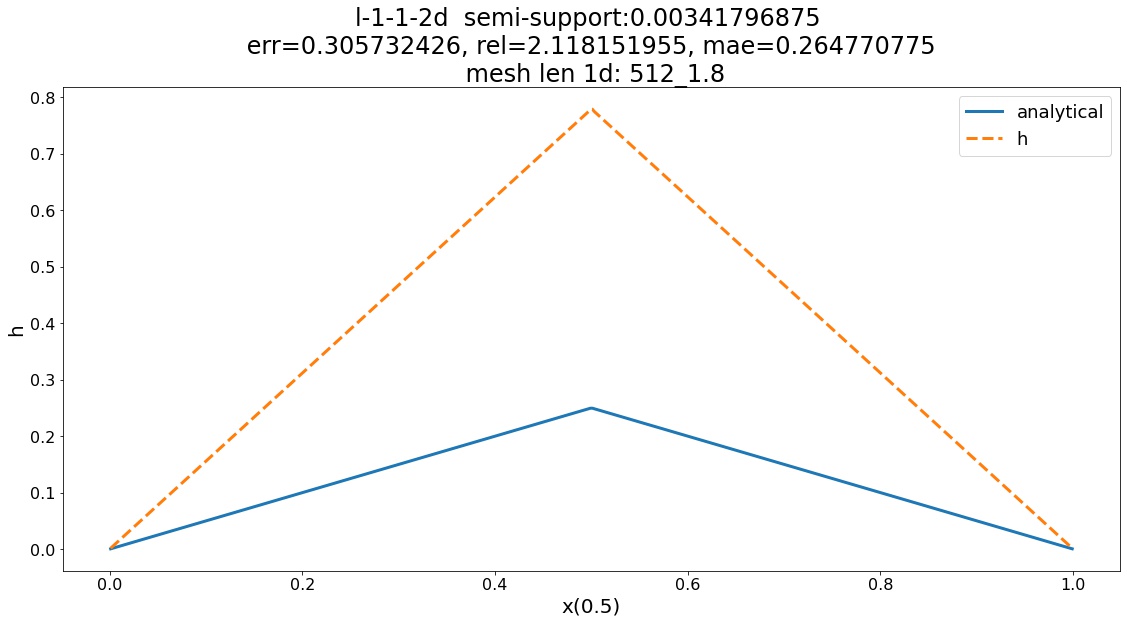 l-1-1-2d  semi-support:0.00341796875
err=0.305732426, rel=2.118151955, mae=0.264770775
mesh len 1d: 512_1.8
analytical
h
0.8
0.7
0.6
0.5
0.4
0.3
0.2
0.1
0.0
h
0.0
0.2
0.4
0.6
0.8
1.0
x(0.5)